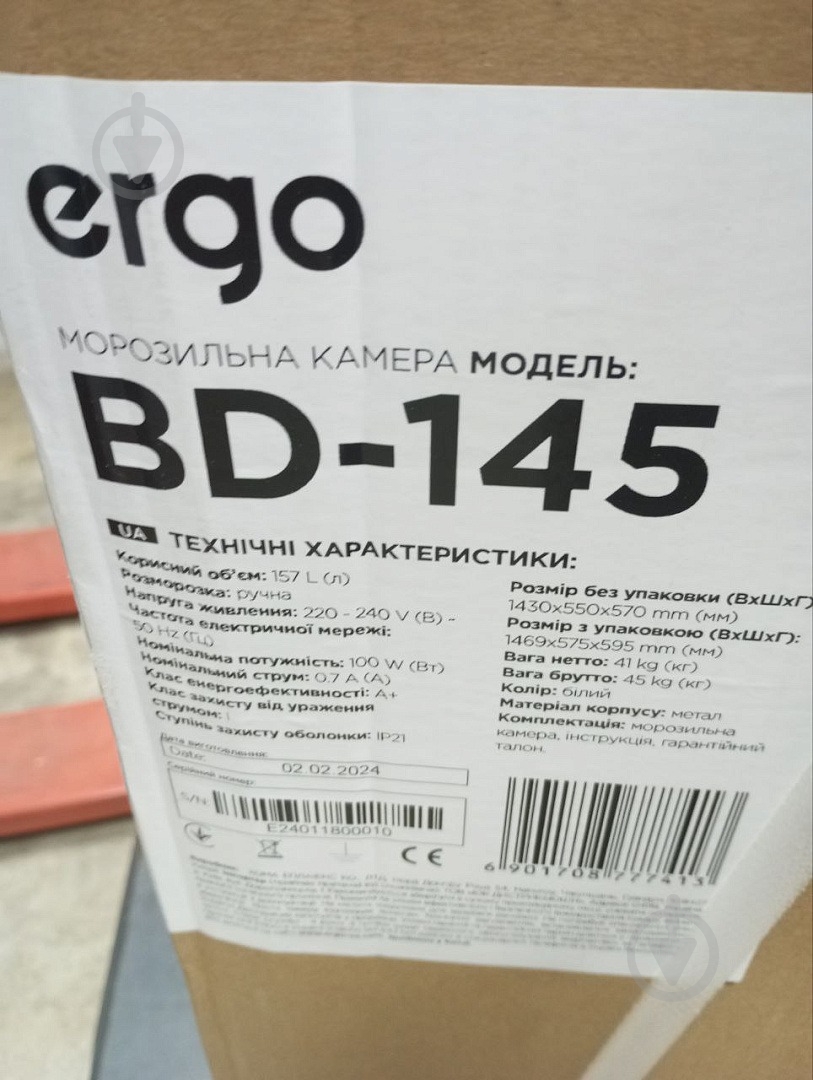 ergo
МОРОЗИЛЬНА КАМЕРА МОДЕЛЬ:
BD-145
UA ТЕХНІЧНІ ХАРАКТЕРИСТИКИ:
Корисний об'єм: 157 L (л)
Розморозка: ручна
Напруга живлення: 220 - 240 V (В) ~
Частота електричної мережі:
50 Hz (Гц)
Номінальна потужність: 100 W (Вт)
Номінальний струм: 0.7 A (А)
Клас енергоефективності: А+
Клас захисту від ураження
струмом: I
Ступінь захисту оболонки: IP21
Розмір без упаковки (ВхШхГ)
1430x550x570 mm (мм)
Розмір з упаковкою (ВхШхГ):
1469x575x595 mm (мм)
Вага нетто: 41 kg (кг)
Вага брутто: 45 kg (кг)
Колір: білий
Матеріал корпусу: метал
Комплектація: морозильна
камера, інструкція, гарантійний
талон.
Дата виготовлення:
Date: 02.02.2024
Серійний номер:
S/N:
E24011800010
CE
6 901708 777413